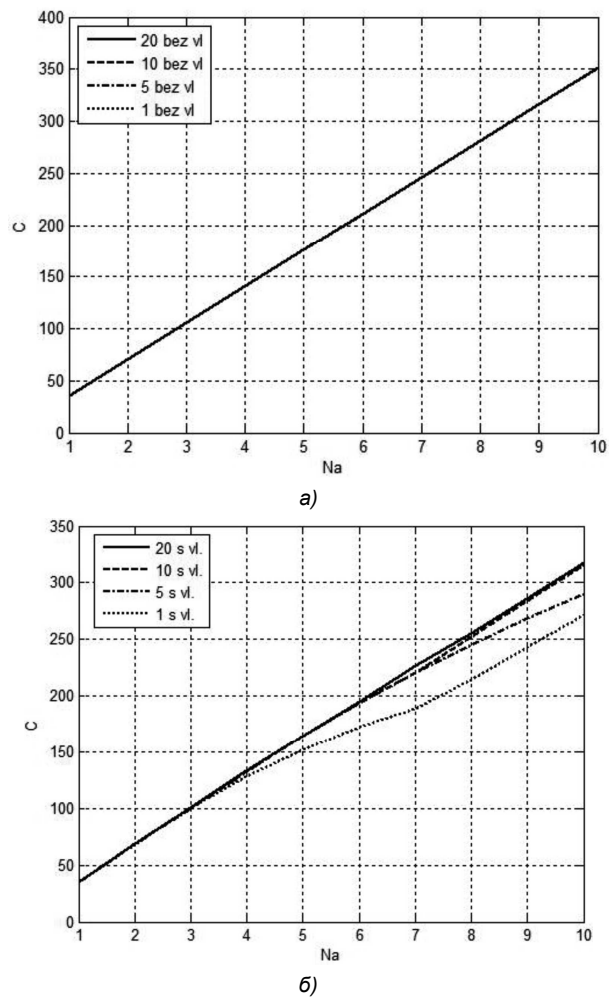 400
350
300
250
200
150
100
50
0
C
20 bez vl
10 bez vl
5 bez vl
1 bez vl
1 2 3 4 5 6 7 8 9 10
Na
а)
350
300
250
200
150
100
50
0
C
20 s vl.
10 s vl.
5 s vl.
1 s vl.
1 2 3 4 5 6 7 8 9 10
Na
б)